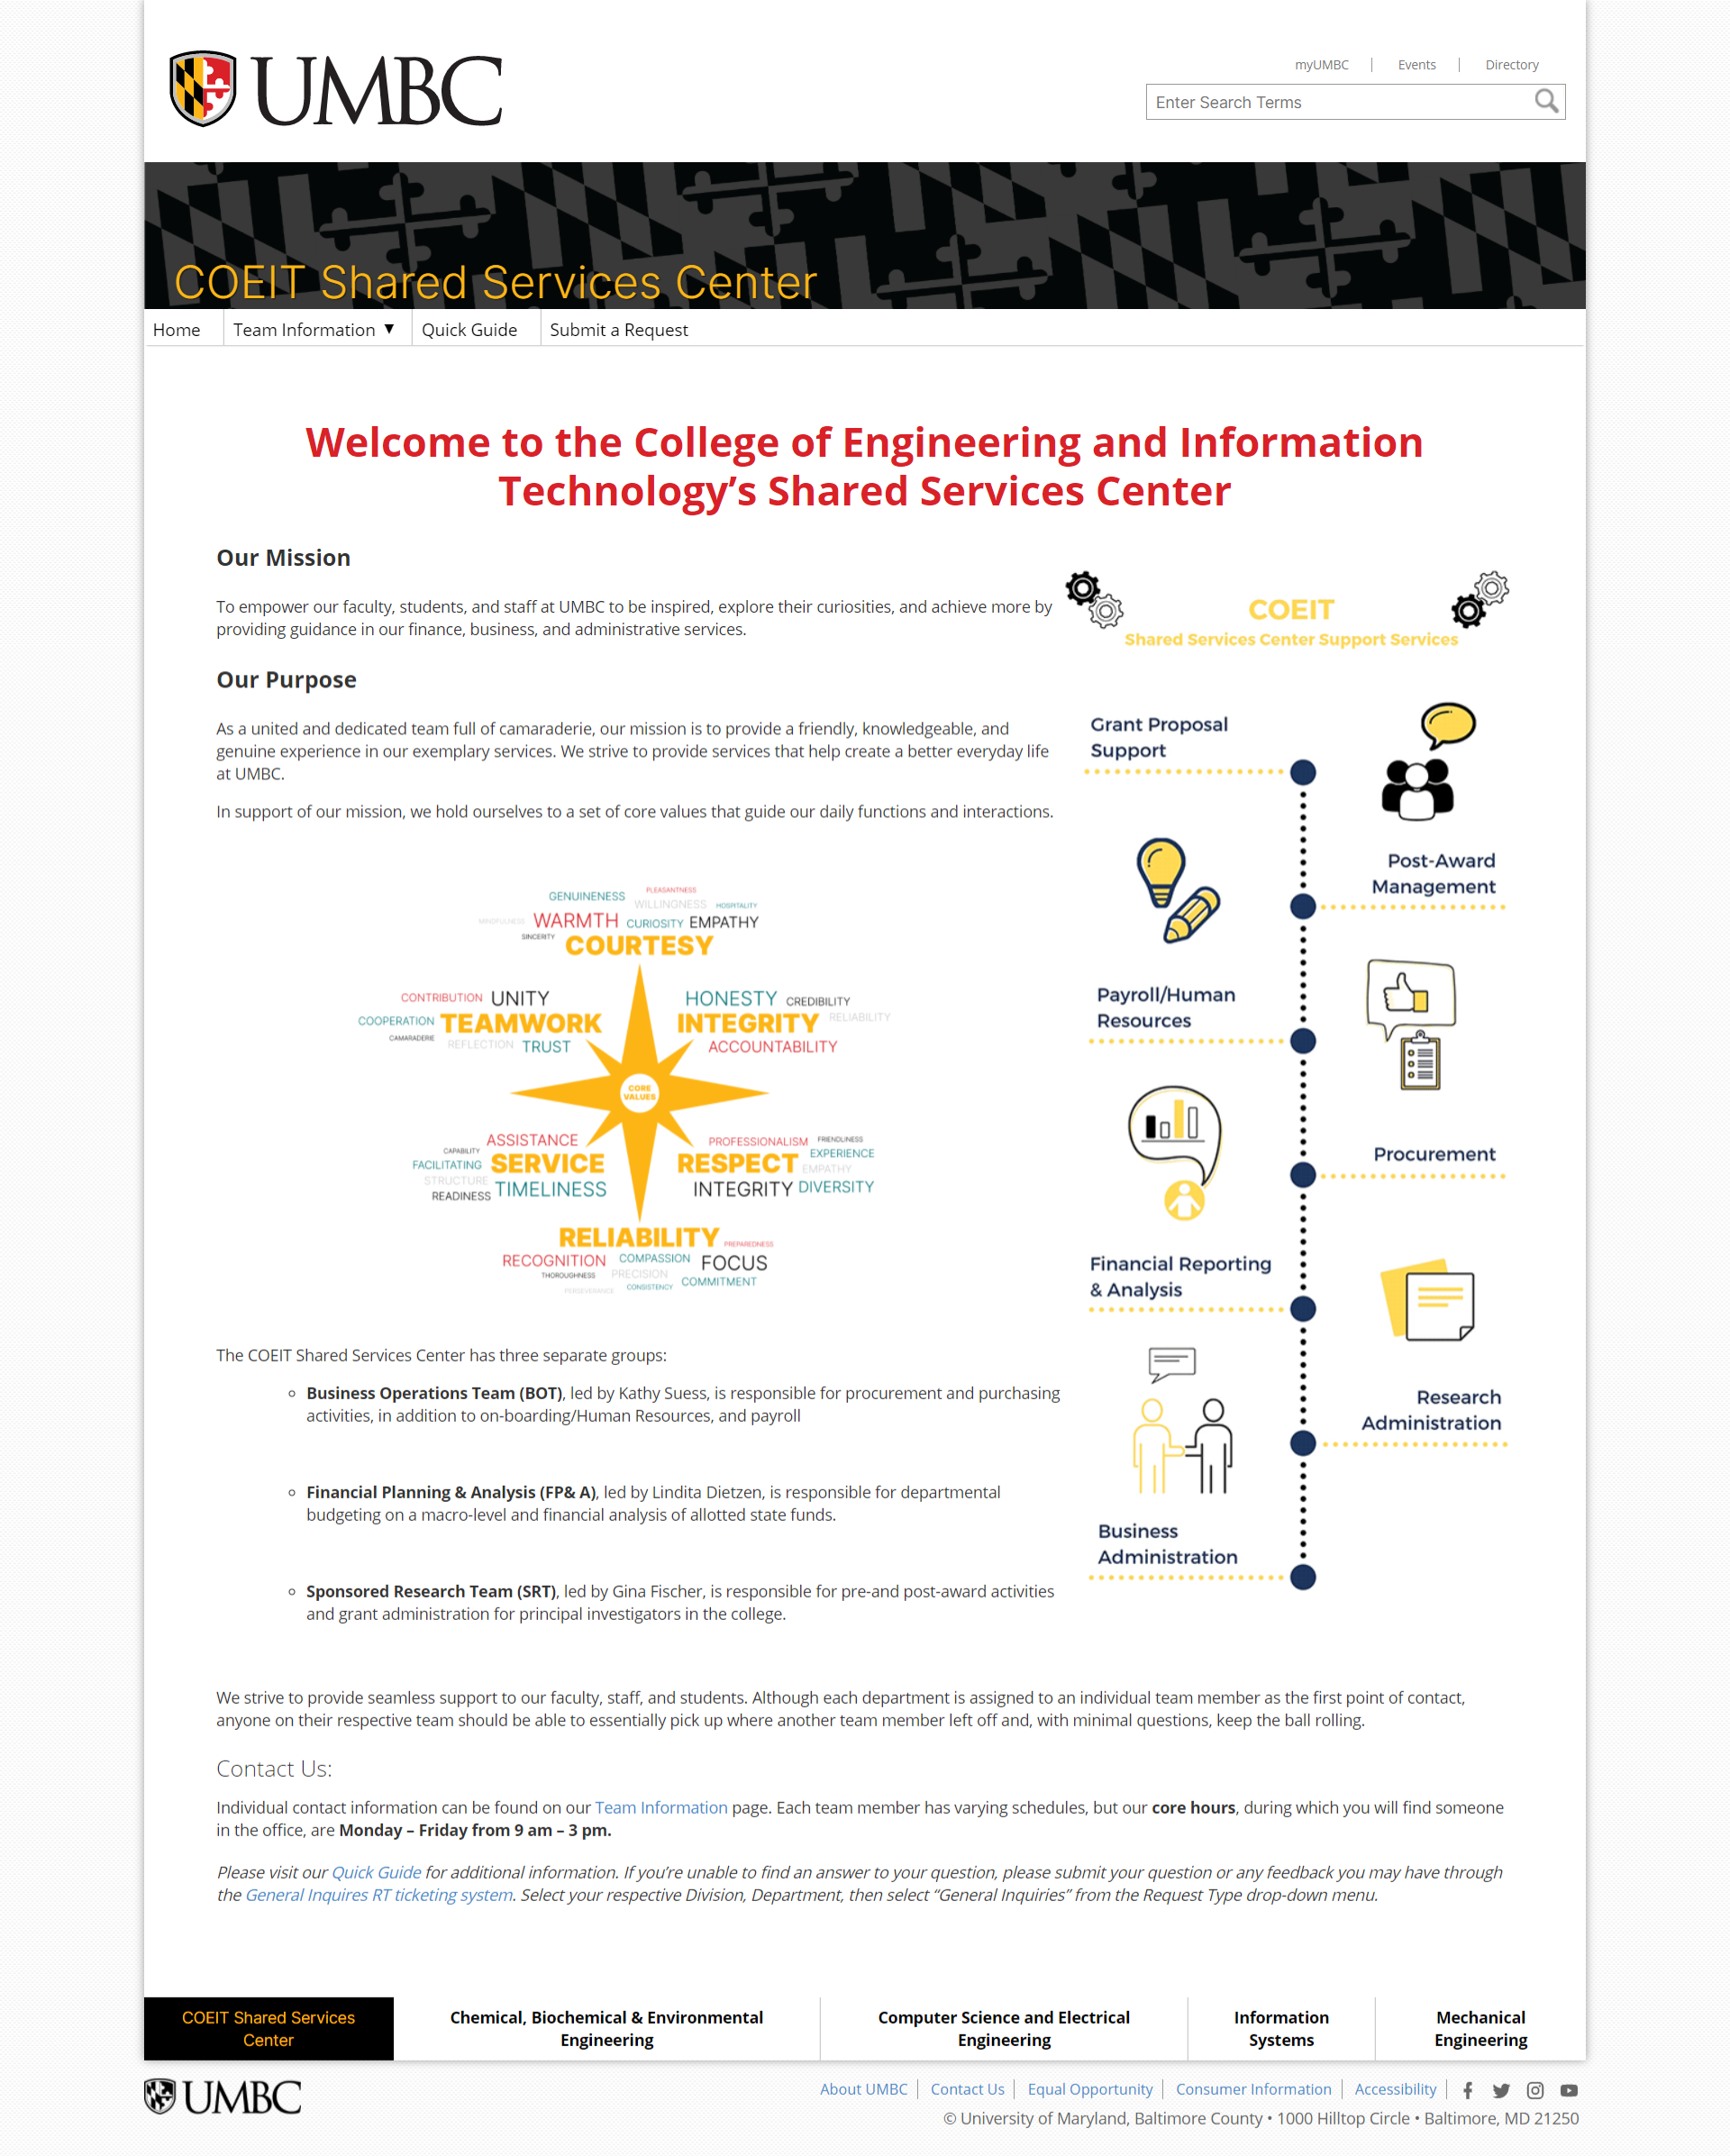 UMBC
myUMBC | Events | Directory
Enter Search Terms
COEIT Shared Services Center
Home
Team Information ▼
Quick Guide
Submit a Request
Welcome to the College of Engineering and Information
Technology’s Shared Services Center
Our Mission
To empower our faculty, students, and staff at UMBC to be inspired, explore their curiosities, and achieve more by
providing guidance in our finance, business, and administrative services.
Our Purpose
As a united and dedicated team full of camaraderie, our mission is to provide a friendly, knowledgeable, and
genuine experience in our exemplary services. We strive to provide services that help create a better everyday life
at UMBC.
In support of our mission, we hold ourselves to a set of core values that guide our daily functions and interactions.
PLEASANTNESS
GENUINENESS
WILLINGNESS HOSPITALITY
MINDFULNESS WARMTH CURIOSITY EMPATHY
SINCERITY COURTESY
CONTRIBUTION UNITY
COOPERATION TEAMWORK
CAMARADERIE REFLECTION TRUST
HONESTY CREDIBILITY
INTEGRITY RELIABILITY
ACCOUNTABILITY
CORE
VALUES
ASSISTANCE
CAPABILITY
FACILITATING SERVICE
STRUCTURE
READINESS TIMELINESS
PROFESSIONALISM FRIENDLINESS
EXPERIENCE
RESPECT EMPATHY
INTEGRITY DIVERSITY
RELIABILITY PREPAREDNESS
RECOGNITION COMPASSION FOCUS
THOROUGHNESS PRECISION COMMITMENT
PERSEVERANCE CONSISTENCY
COEIT
Shared Services Center Support Services
Grant Proposal
Support
Post-Award
Management
Payroll/Human
Resources
Procurement
Financial Reporting
& Analysis
Research
Administration
Business
Administration
The COEIT Shared Services Center has three separate groups:
Business Operations Team (BOT), led by Kathy Suess, is responsible for procurement and purchasing
activities, in addition to on-boarding/Human Resources, and payroll
Financial Planning & Analysis (FP& A), led by Lindita Dietzen, is responsible for departmental
budgeting on a macro-level and financial analysis of allotted state funds.
Sponsored Research Team (SRT), led by Gina Fischer, is responsible for pre-and post-award activities
and grant administration for principal investigators in the college.
We strive to provide seamless support to our faculty, staff, and students. Although each department is assigned to an individual team member as the first point of contact,
anyone on their respective team should be able to essentially pick up where another team member left off and, with minimal questions, keep the ball rolling.
Contact Us:
Individual contact information can be found on our Team Information page. Each team member has varying schedules, but our core hours, during which you will find someone
in the office, are Monday – Friday from 9 am – 3 pm.
Please visit our Quick Guide for additional information. If you’re unable to find an answer to your question, please submit your question or any feedback you may have through
the General Inquires RT ticketing system. Select your respective Division, Department, then select “General Inquiries” from the Request Type drop-down menu.
COEIT Shared Services
Center
Chemical, Biochemical & Environmental
Engineering
Computer Science and Electrical
Engineering
Information
Systems
Mechanical
Engineering
UMBC
About UMBC | Contact Us | Equal Opportunity | Consumer Information | Accessibility |
© University of Maryland, Baltimore County • 1000 Hilltop Circle • Baltimore, MD 21250